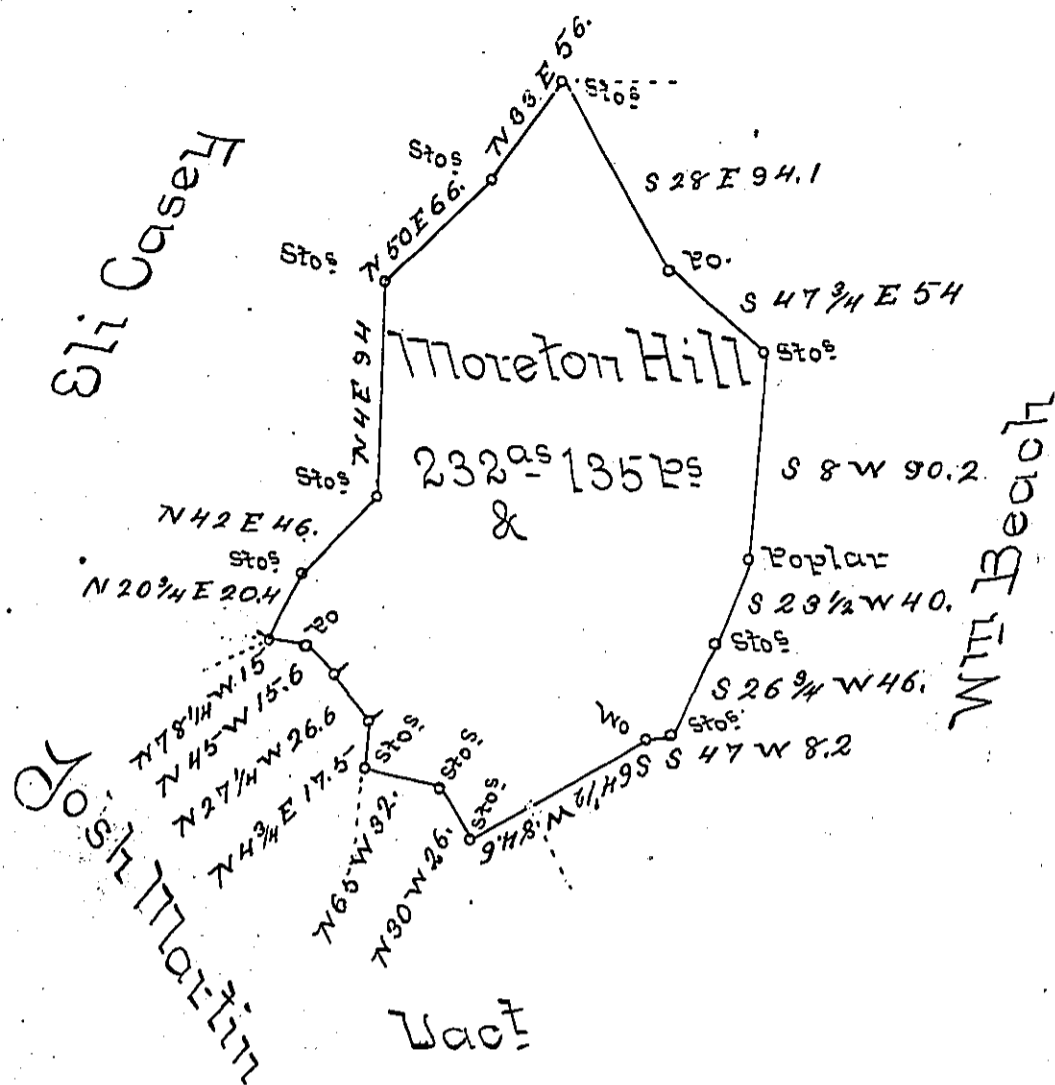 N 33 E 56.
Stos
Stos
S 28 E 94.1
N 50 E 66.
Stos
po.
S 47 3/4 E 54
Stos
Eli Casey
N 4 E 94
Moreton Hill
232as 135ps
&
Stos
S 8 W 90.2
Wm Beach
N 42 E 46.
Stos
N 20 3/4 E 20.4
po
Poplar
S 23 1/2 W 40.
Stos
S 26 3/4 W 46.
Stos
Wo
S 47 W 8.2
S 64 1/2 W. 84.6
N 78 1/4 W. 15
N 45 W 15.6
N 27 1/4 W 26.6
N 4 3/4 E 17.5
Stos
Stos
Stos
N 65 W 32.
N 30 W 26.
Josh Martin
Vact